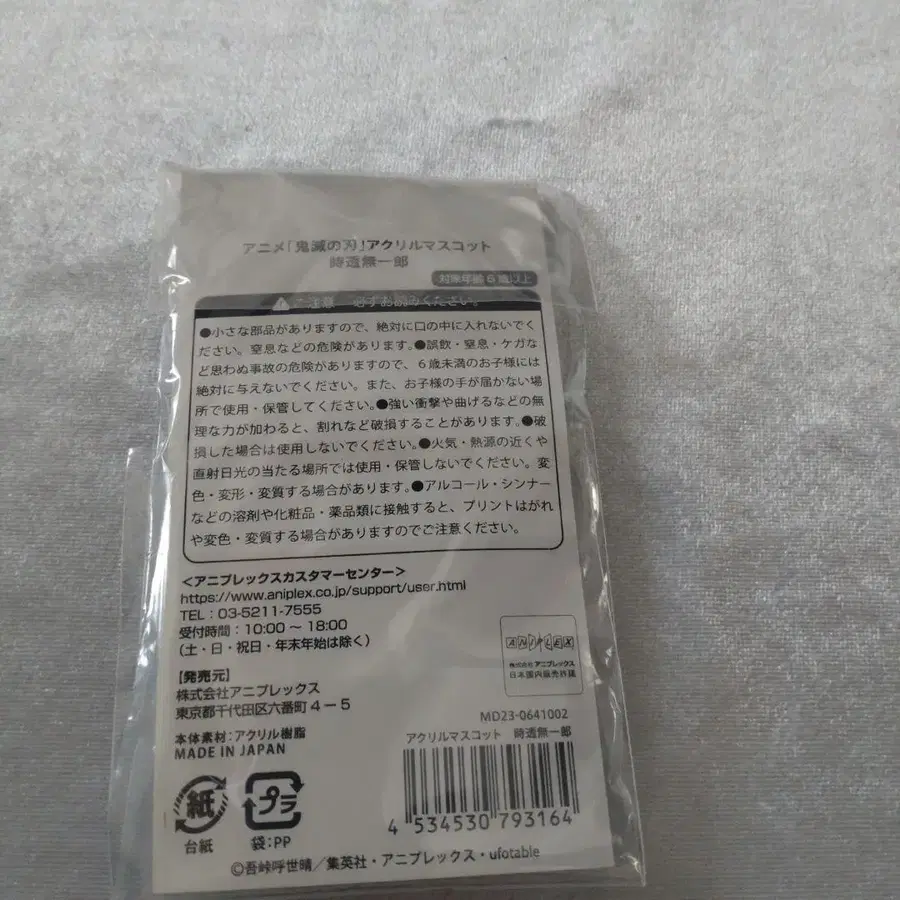 アニメ「鬼滅の刃」アクリルマスコット
時透無一郎
対象年齢6歳以上
ご注意 必ずお読みください。
●小さな部品がありますので、絶対に口の中に入れないでく
ださい。窒息などの危険があります。●誤飲・窒息・ケガな
ど思わぬ事故の危険がありますので、6歳未満のお子様には
絶対に与えないでください。また、お子様の手が届かない場
所で使用・保管してください。●強い衝撃や曲げるなどの無
理な力が加わると、割れなど破損することがあります。●破
損した場合は使用しないでください。●火気・熱源の近くや
直射日光の当たる場所では使用・保管しないでください。変
色・変形・変質する場合があります。●アルコール・シンナー
などの溶剤や化粧品・薬品類に接触すると、プリントはがれ
や変色・変質する場合がありますのでご注意ください。
<アニプレックスカスタマーセンター>
https://www.aniplex.co.jp/support/user.html
TEL:03-5211-7555
受付時間:10:00~18:00
(土・日・祝日・年末年始は除く)
【発売元】
株式会社アニプレックス
東京都千代田区六番町4-5
本体素材:アクリル樹脂
MADE IN JAPAN
ANIPLEX
株式会社アニプレックス
日本国内販売許諾
MD23-0641002
アクリルマスコット 時透無一郎
4 534530 793164
紙
台紙
プラ
袋:PP
©吾峠呼世晴/集英社・アニプレックス・ufotable